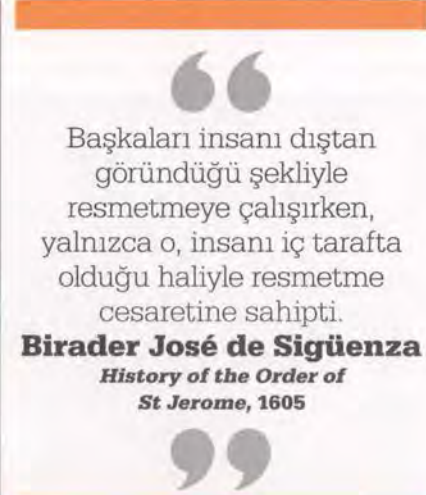 “
Başkaları insanı dıştan
göründüğü şekliyle
resmetmeye çalışırken,
yalnızca o, insanı iç tarafta
olduğu haliyle resmetme
cesaretine sahipti.
Birader José de Sigüenza
History of the Order of
St Jerome, 1605
”